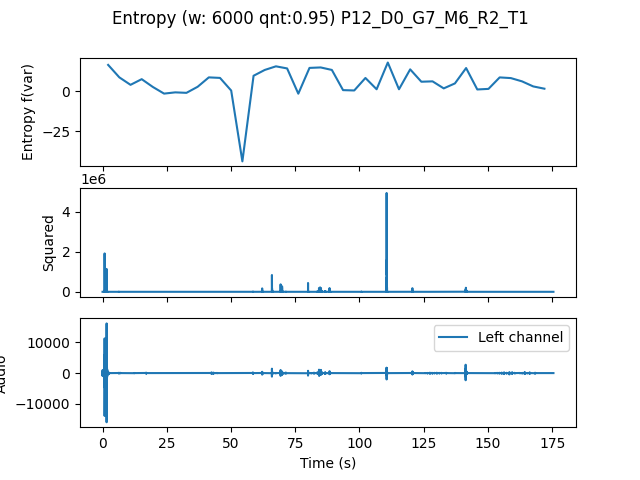 Entropy (w: 6000 qnt:0.95) P12_D0_G7_M6_R2_T1
Entropy f(var)
0
−25
1e6
Squared
4
2
0
Audio
10000
0
−10000
Left channel
0
25
50
75
100
125
150
175
Time (s)